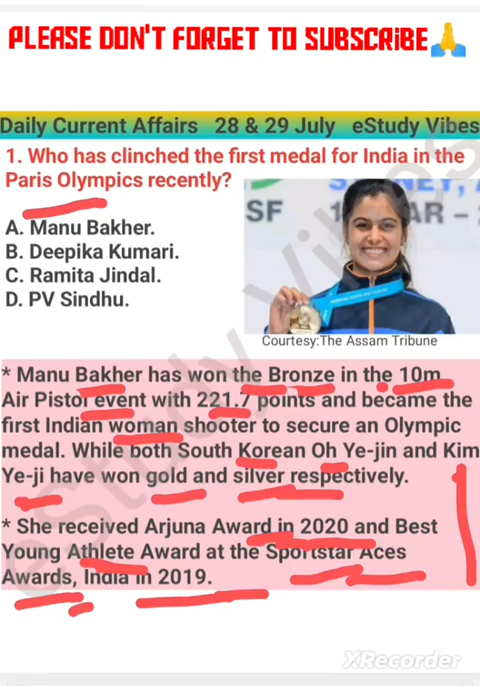 PLEASE DON'T FORGET TO SUBSCRIBE🙏
Daily Current Affairs 28 & 29 July eStudy Vibes
1. Who has clinched the first medal for India in the
Paris Olympics recently?
A. Manu Bakher.
B. Deepika Kumari.
C. Ramita Jindal.
D. PV Sindhu.
SF
AR -
Courtesy:The Assam Tribune
* Manu Bakher has won the Bronze in the 10m
Air Pistol event with 221.7 points and became the
first Indian woman shooter to secure an Olympic
medal. While both South Korean Oh Ye-jin and Kim
Ye-ji have won gold and silver respectively.
* She received Arjuna Award in 2020 and Best
Young Athlete Award at the Sportstar Aces
Awards, India in 2019.
eStudy Vibes
XRecorder